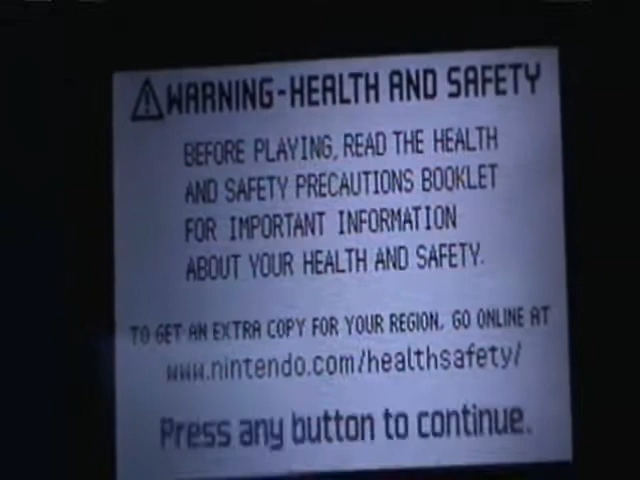 ⚠WARNING-HEALTH AND SAFETY
BEFORE PLAYING, READ THE HEALTH
AND SAFETY PRECAUTIONS BOOKLET
FOR IMPORTANT INFORMATION
ABOUT YOUR HEALTH AND SAFETY.
TO GET AN EXTRA COPY FOR YOUR REGION, GO ONLINE AT
www.nintendo.com/healthsafety/
Press any button to continue.